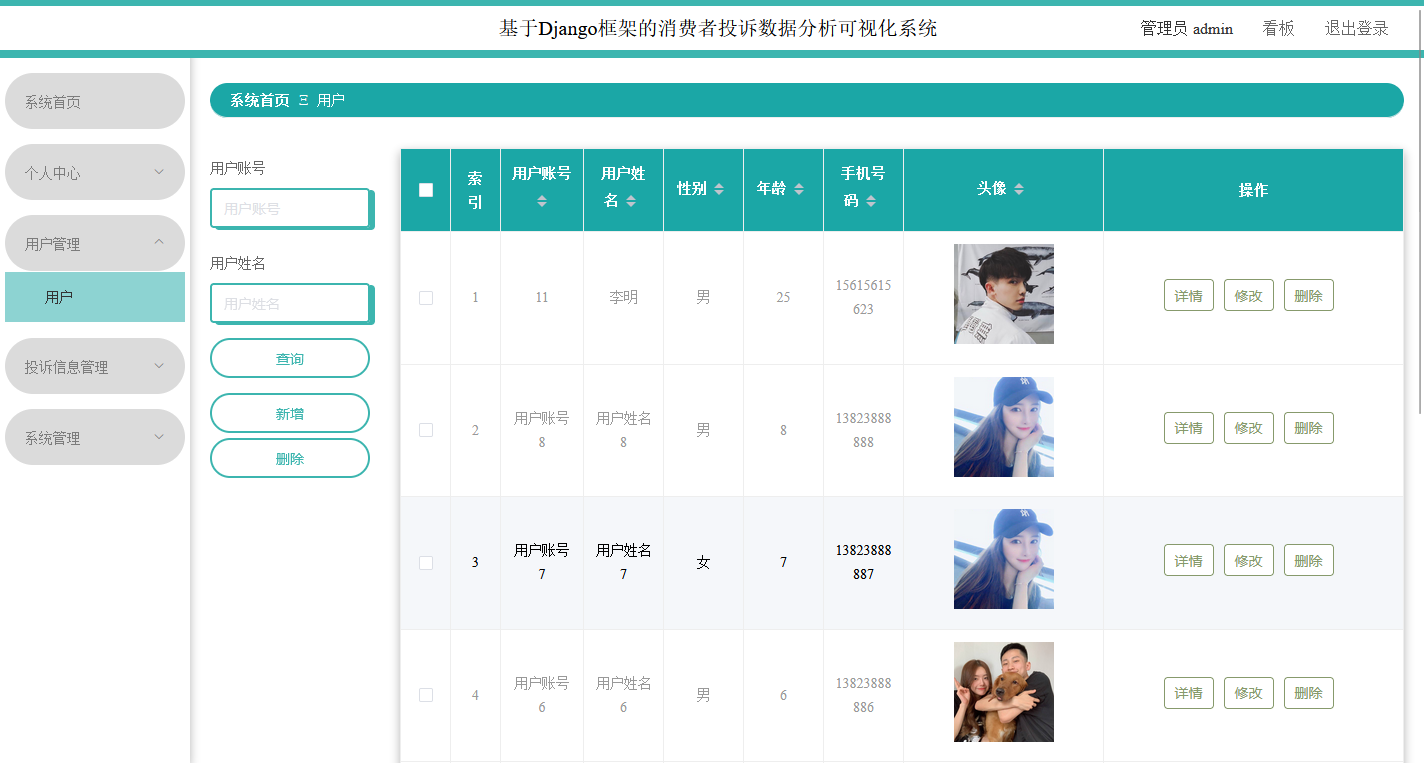 基于Django框架的消费者投诉数据分析可视化系统
管理员 admin
看板
退出登录
系统首页
个人中心
用户管理
用户
投诉信息管理
系统管理
系统首页 Ξ 用户
用户账号
用户账号
用户姓名
用户姓名
查询
新增
删除
索
引
用户账号
用户姓
名
性别
年龄
手机号
码
头像
操作
1
11
李明
男
25
15615615
623
详情
修改
删除
2
用户账号
8
用户姓名
8
男
8
13823888
888
详情
修改
删除
3
用户账号
7
用户姓名
7
女
7
13823888
887
详情
修改
删除
4
用户账号
6
用户姓名
6
男
6
13823888
886
详情
修改
删除